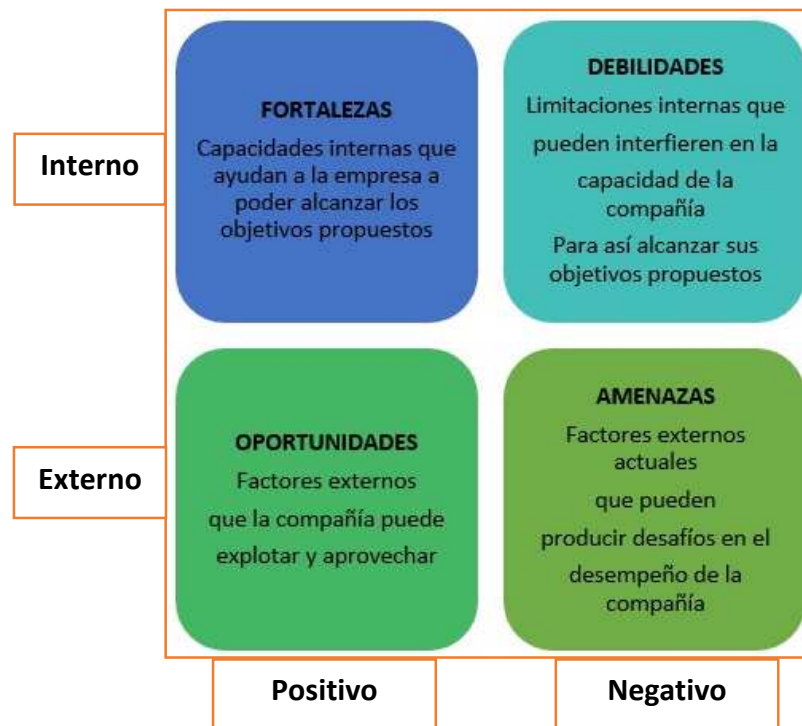 Interno
FORTALEZAS
Capacidades internas que
ayudan a la empresa a
poder alcanzar los
objetivos propuestos
DEBILIDADES
Limitaciones internas que
pueden interfieren en la
capacidad de la
compañía
Para así alcanzar sus
objetivos propuestos
Externo
OPORTUNIDADES
Factores externos
que la compañía puede
explotar y aprovechar
AMENAZAS
Factores externos
actuales
que pueden
producir desafíos en el
desempeño de la
compañía
Positivo
Negativo